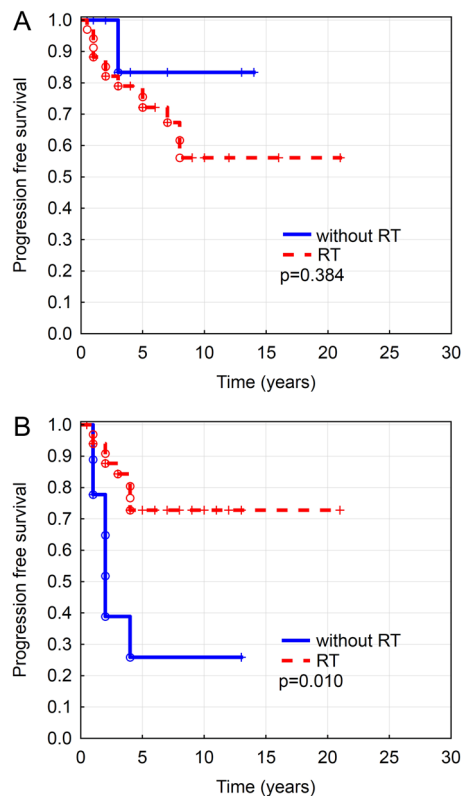 A
Progression free survival
1.0
0.9
0.8
0.7
0.6
0.5
0.4
0.3
0.2
0.1
0.0
without RT
RT
p=0.384
0 5 10 15 20 25 30
Time (years)
B
Progression free survival
1.0
0.9
0.8
0.7
0.6
0.5
0.4
0.3
0.2
0.1
0.0
without RT
RT
p=0.010
0 5 10 15 20 25 30
Time (years)